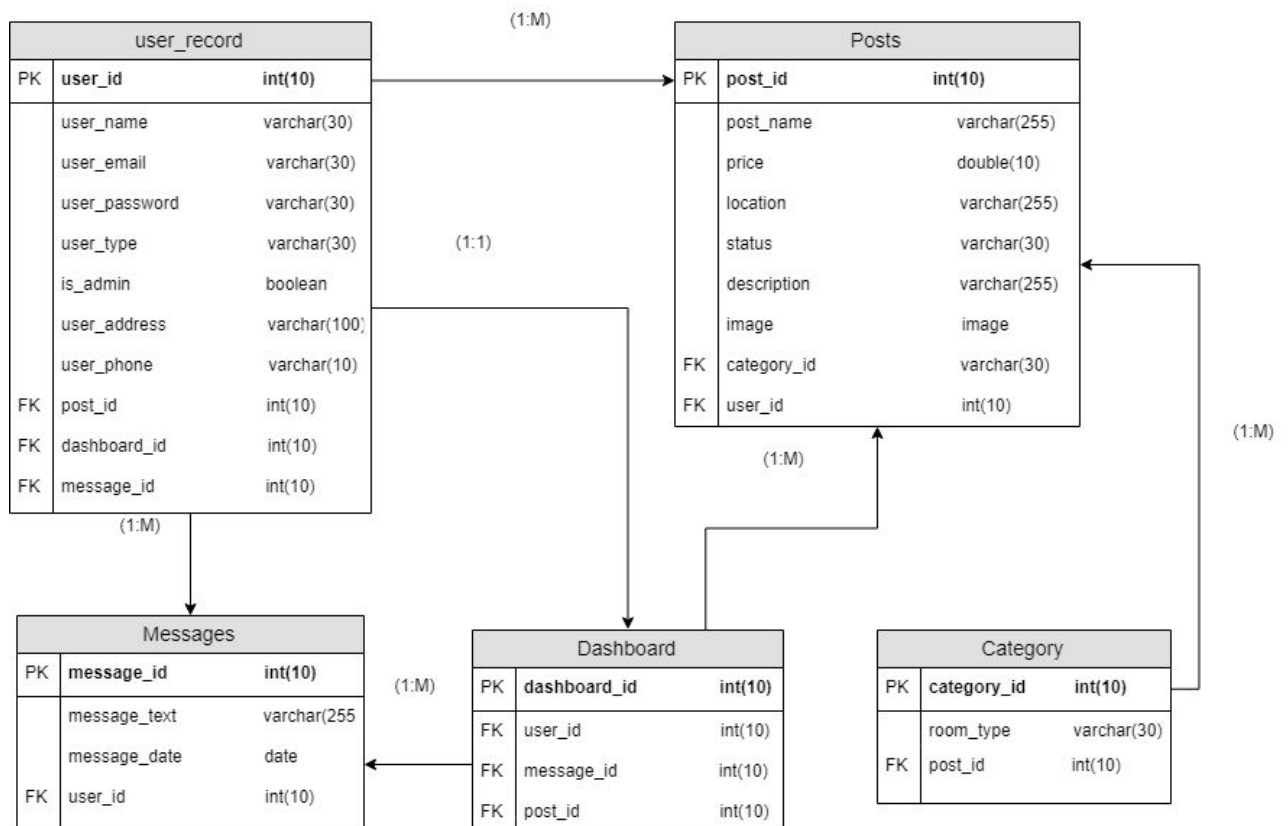 (1:M)
user_record
PK user_id int(10)
user_name varchar(30)
user_email varchar(30)
user_password varchar(30)
user_type varchar(30)
is_admin boolean
user_address varchar(100)
user_phone varchar(10)
FK post_id int(10)
FK dashboard_id int(10)
FK message_id int(10)
(1:1)
Posts
PK post_id int(10)
post_name varchar(255)
price double(10)
location varchar(255)
status varchar(30)
description varchar(255)
image image
FK category_id varchar(30)
FK user_id int(10)
(1:M)
(1:M)
(1:M)
Messages
PK message_id int(10)
message_text varchar(255
message_date date
FK user_id int(10)
(1:M)
Dashboard
PK dashboard_id int(10)
FK user_id int(10)
FK message_id int(10)
FK post_id int(10)
Category
PK category_id int(10)
room_type varchar(30)
FK post_id int(10)